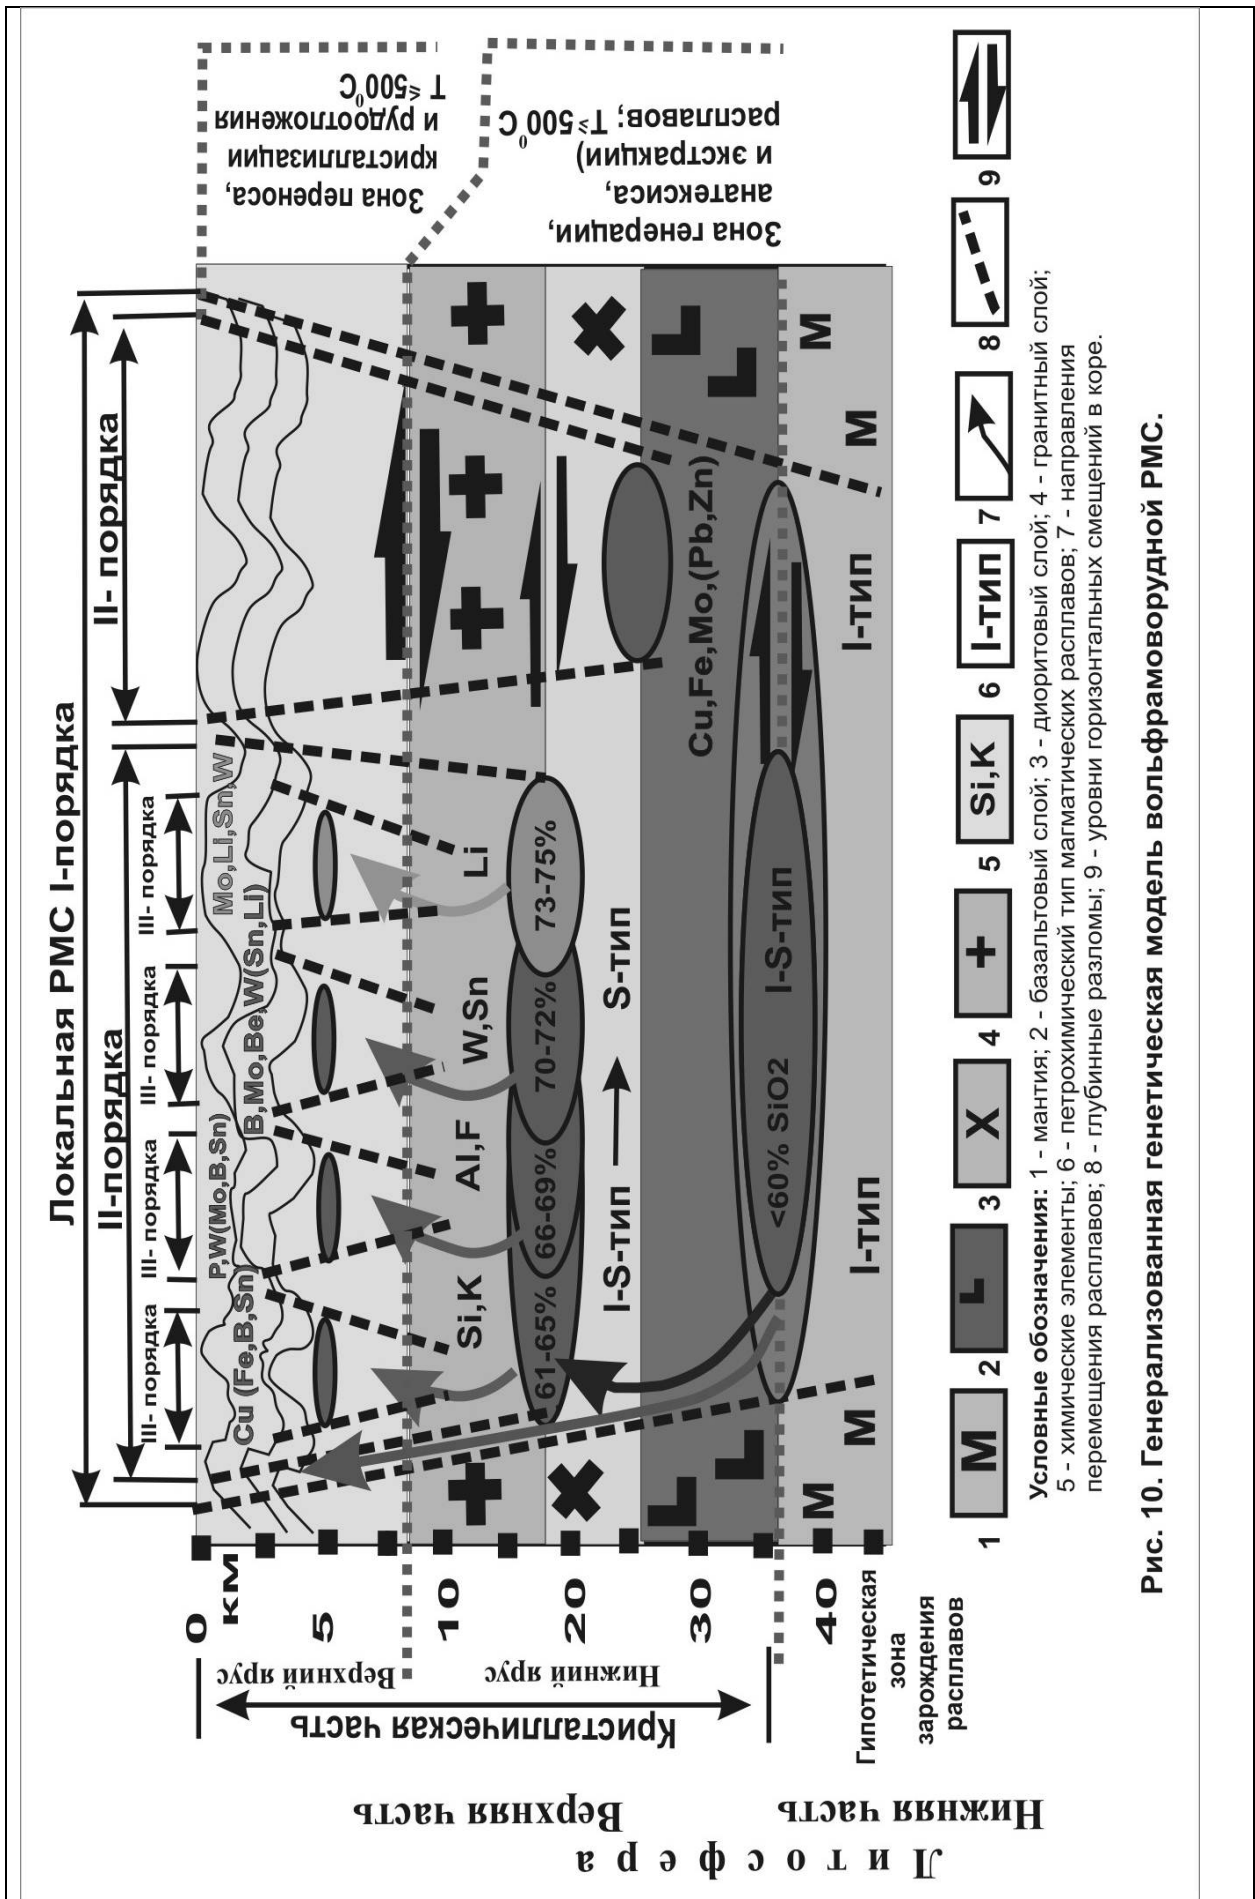 Локальная РМС I-порядка
II-порядка
II- порядка
III- порядка
III- порядка
III- порядка
III- порядка
Cu (Fe,B,Sn)
P,W(Mo,B,Sn)
B,Mo,Be,W(Sn,Li)
Mo,Li,Sn,W
Si,K
Al,F
W,Sn
Li
61-65%
66-69%
70-72%
73-75%
I-S-тип
S-тип
Cu,Fe,Mo,(Pb,Zn)
<60% SiO2
I-S-тип
I-тип
I-тип
М
М
М
М
0
км
5
10
20
30
40
Гипотетическая
зона
зарождения
расплавов
Верхний ярус
Нижний ярус
Кристаллическая часть
Верхняя часть
Нижняя часть
Литосфера
Зона переноса,
кристаллизации
и рудоотложения
T ≤ 500⁰C
Зона генерации,
анатексиса,
и экстракции)
расплавов; T ≥ 500⁰C
1
М
2
3
X
4
+
5
Si,K
6
I-тип
7
8
9
Условные обозначения: 1 - мантия; 2 - базальтовый слой; 3 - диоритовый слой; 4 - гранитный слой;
5 - химические элементы; 6 - петрохимический тип магматических расплавов; 7 - направления
перемещения расплавов; 8 - глубинные разломы; 9 - уровни горизонтальных смещений в коре.
Рис. 10. Генерализованная генетическая модель вольфрамоворудной РМС.